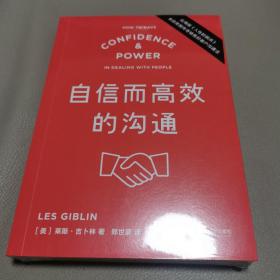 HOW TO HAVE
CONFIDENCE
& POWER
IN DEALING WITH PEOPLE
自信而高效
的沟通
LES GIBLIN
[美] 莱斯·吉卜林 著